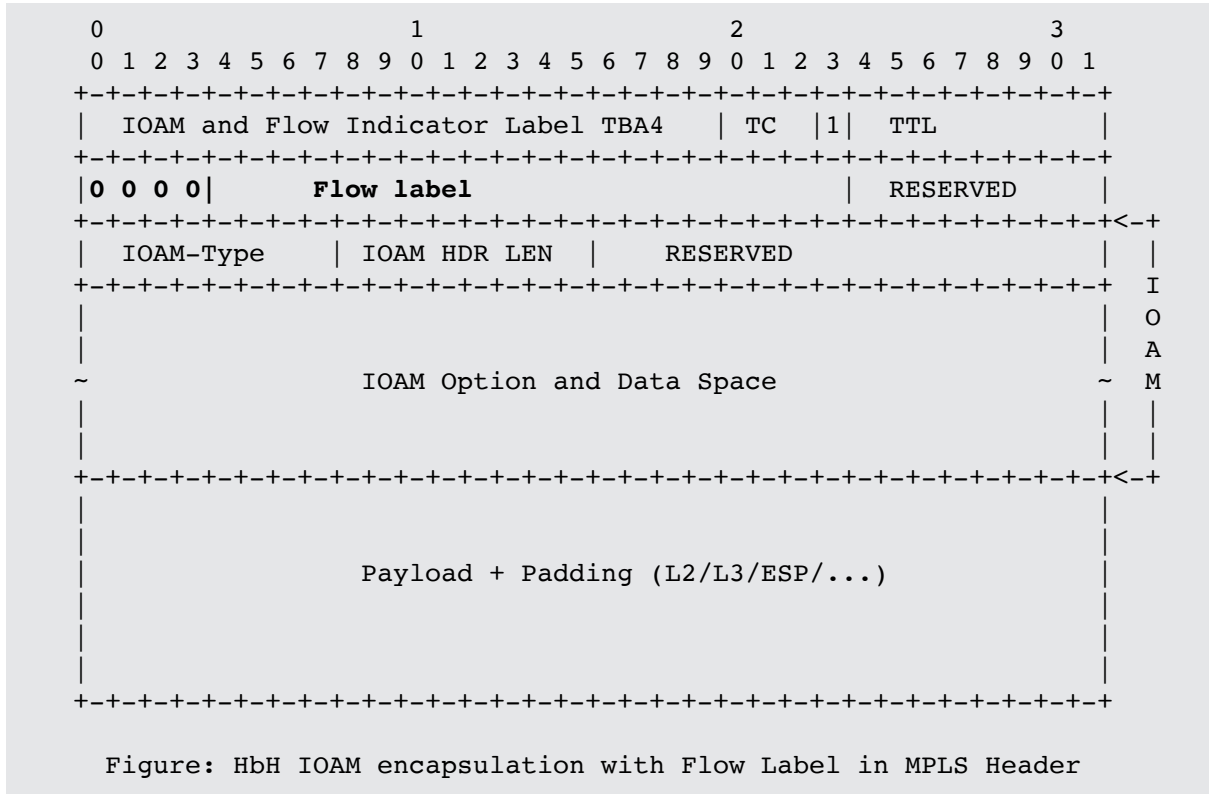 0                   1                   2                   3
 0 1 2 3 4 5 6 7 8 9 0 1 2 3 4 5 6 7 8 9 0 1 2 3 4 5 6 7 8 9 0 1
+-+-+-+-+-+-+-+-+-+-+-+-+-+-+-+-+-+-+-+-+-+-+-+-+-+-+-+-+-+-+-+-+
|  IOAM and Flow Indicator Label TBA4   | TC  |1|  TTL          |
+-+-+-+-+-+-+-+-+-+-+-+-+-+-+-+-+-+-+-+-+-+-+-+-+-+-+-+-+-+-+-+-+
|0 0 0 0|      Flow label                       |  RESERVED     |
+-+-+-+-+-+-+-+-+-+-+-+-+-+-+-+-+-+-+-+-+-+-+-+-+-+-+-+-+-+-+-+-+<-+
|  IOAM-Type    | IOAM HDR LEN  |    RESERVED                   |  |
+-+-+-+-+-+-+-+-+-+-+-+-+-+-+-+-+-+-+-+-+-+-+-+-+-+-+-+-+-+-+-+-+  I
|                                                               |  O
|                                                               |  A
~                 IOAM Option and Data Space                    ~  M
|                                                               |  |
|                                                               |  |
+-+-+-+-+-+-+-+-+-+-+-+-+-+-+-+-+-+-+-+-+-+-+-+-+-+-+-+-+-+-+-+-+<-+
|                                                               |
|                                                               |
|                 Payload + Padding (L2/L3/ESP/...)             |
|                                                               |
|                                                               |
|                                                               |
+-+-+-+-+-+-+-+-+-+-+-+-+-+-+-+-+-+-+-+-+-+-+-+-+-+-+-+-+-+-+-+-+
Figure: HbH IOAM encapsulation with Flow Label in MPLS Header